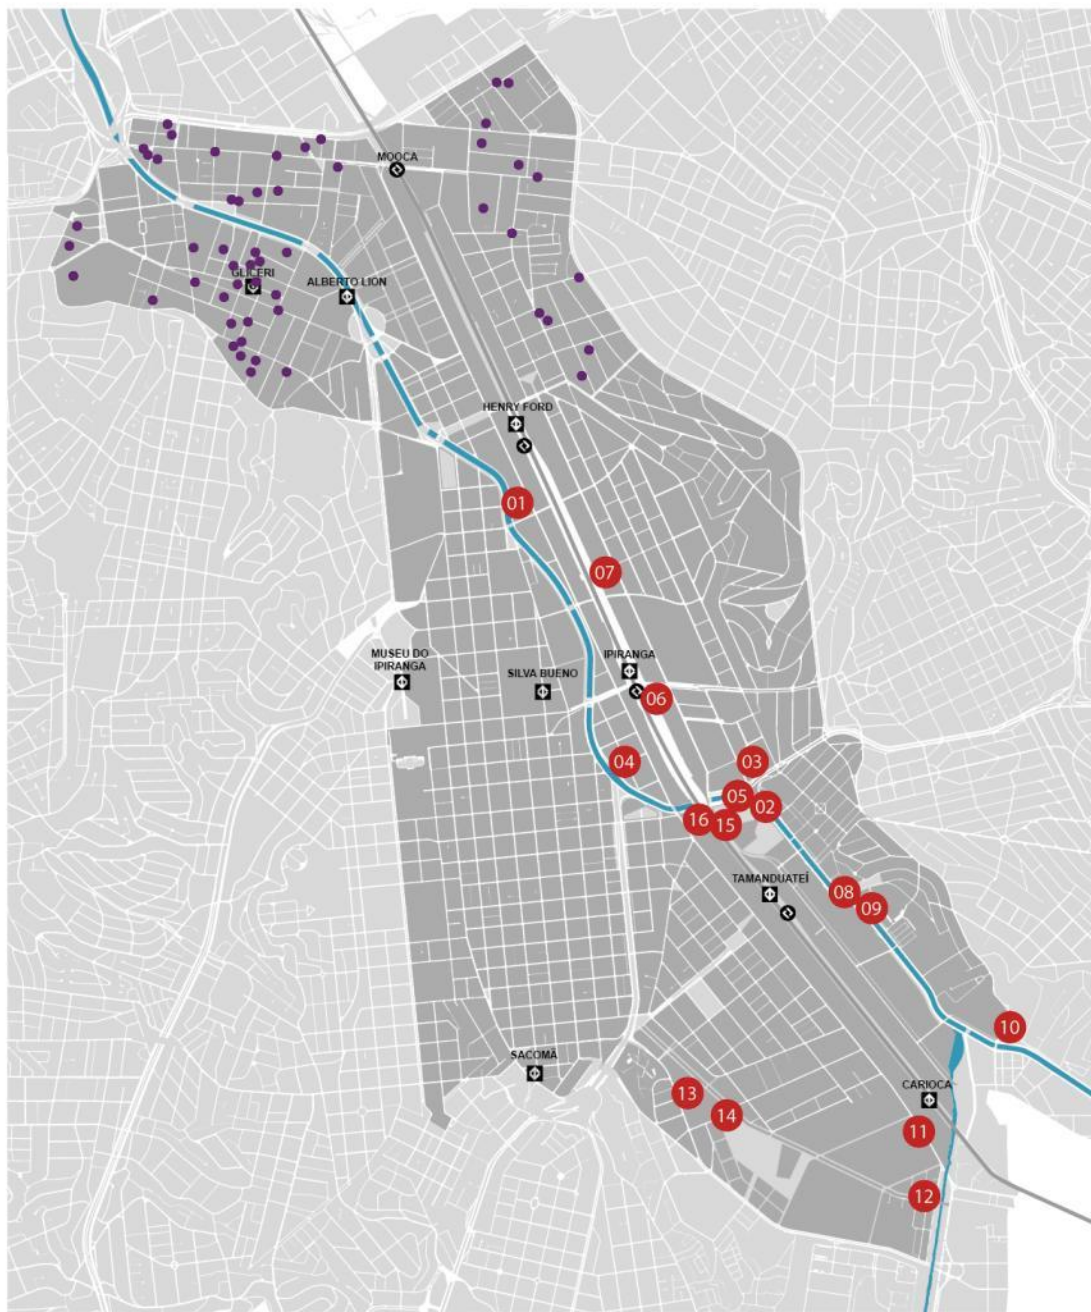 MOOCA
GLICERI
ALBERTO LION
HENRY FORD
01
07
MUSEU DO
IPIRANGA
SILVA BUENO
IPIRANGA
06
04
03
05
02
16
15
TAMANDUATEÍ
08
09
10
SACOMÃ
CARIOCA
13
14
11
12